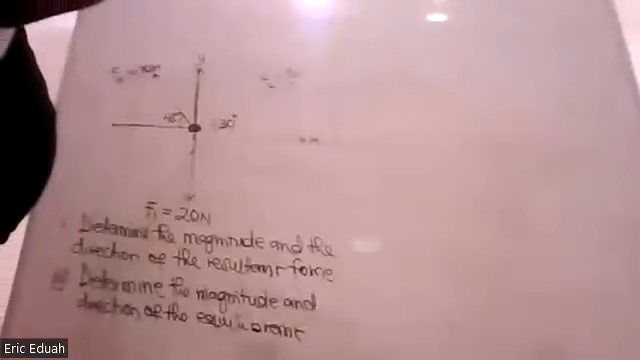 y
45°
30°
F₁ = 20N
i Determine the magnitude and the
direction of the resultant force
ii Determine the magnitude and
direction of the
Eric Eduah